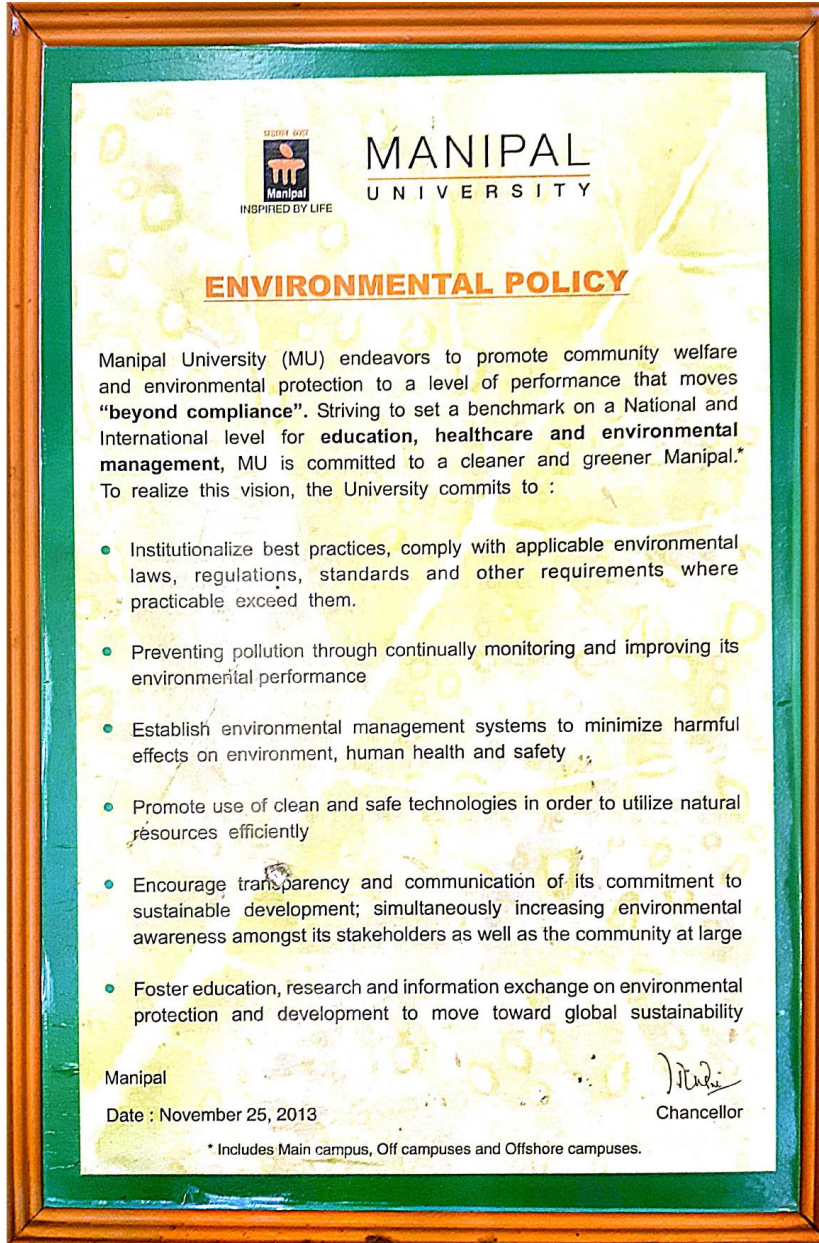 Manipal
INSPIRED BY LIFE
MANIPAL
UNIVERSITY
ENVIRONMENTAL POLICY
Manipal University (MU) endeavors to promote community welfare
and environmental protection to a level of performance that moves
“beyond compliance”. Striving to set a benchmark on a National and
International level for education, healthcare and environmental
management, MU is committed to a cleaner and greener Manipal.*
To realize this vision, the University commits to :
• Institutionalize best practices, comply with applicable environmental
laws, regulations, standards and other requirements where
practicable exceed them.
• Preventing pollution through continually monitoring and improving its
environmental performance
• Establish environmental management systems to minimize harmful
effects on environment, human health and safety
• Promote use of clean and safe technologies in order to utilize natural
resources efficiently
• Encourage transparency and communication of its commitment to
sustainable development; simultaneously increasing environmental
awareness amongst its stakeholders as well as the community at large
• Foster education, research and information exchange on environmental
protection and development to move toward global sustainability
Manipal
Date : November 25, 2013
Chancellor
* Includes Main campus, Off campuses and Offshore campuses.